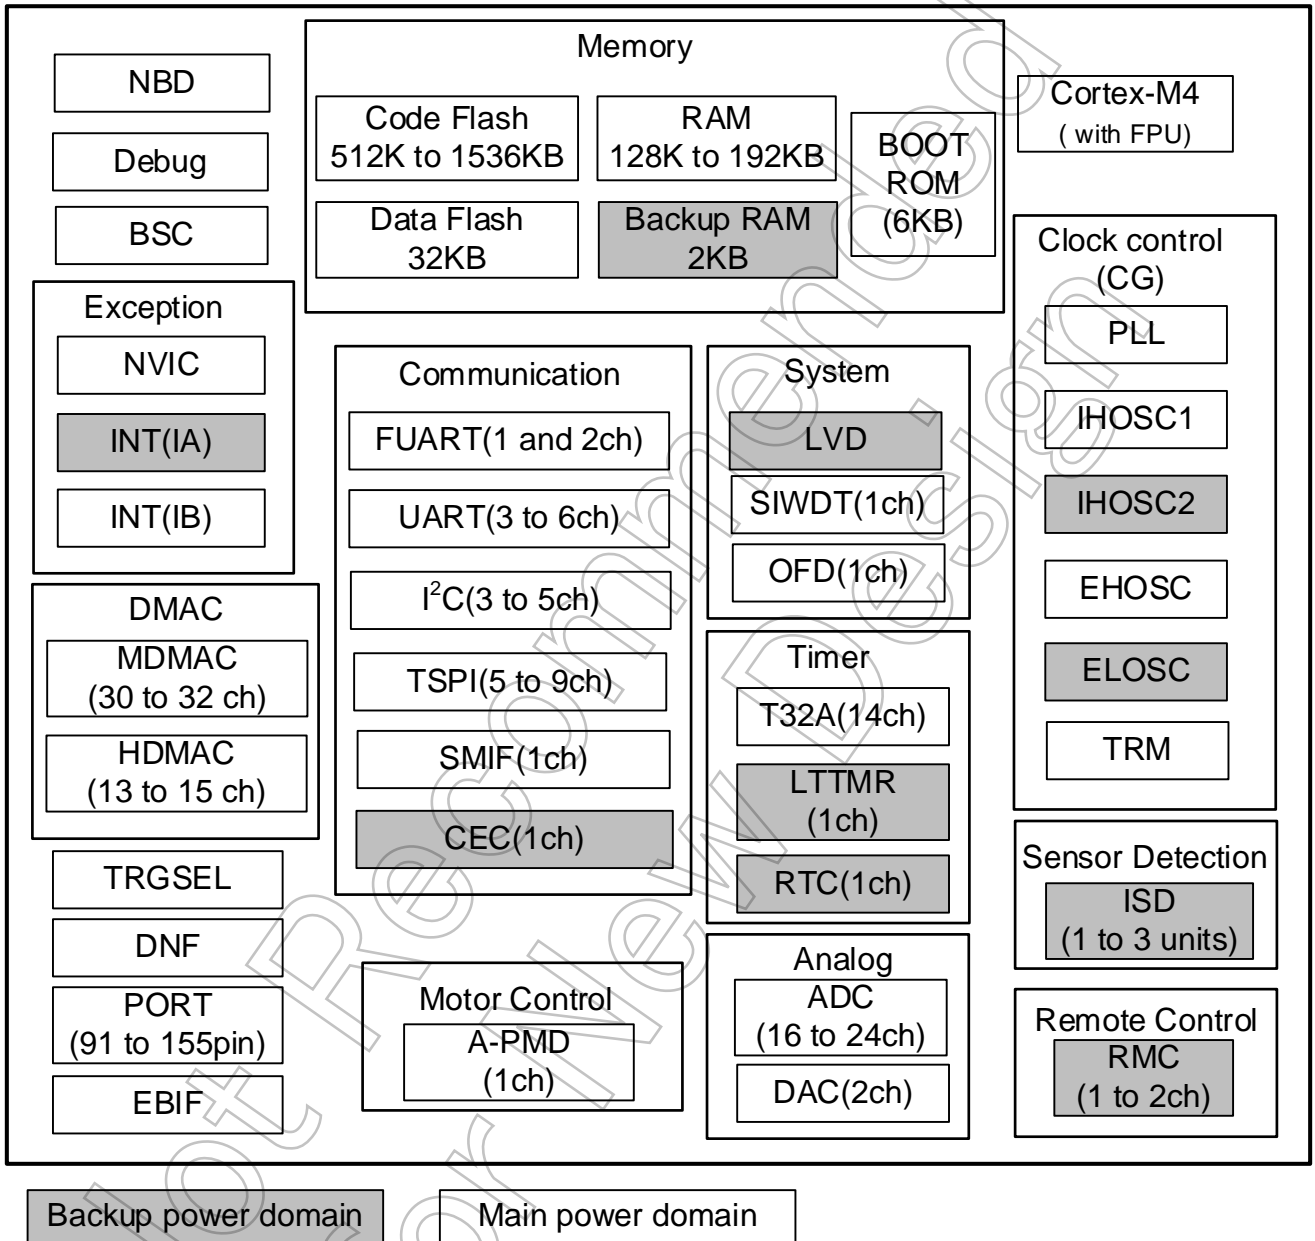 NBD
Debug
BSC
Memory
Code Flash
512K to 1536KB
RAM
128K to 192KB
BOOT
ROM
(6KB)
Data Flash
32KB
Backup RAM
2KB
Cortex-M4
( with FPU)
Exception
NVIC
INT(IA)
INT(IB)
DMAC
MDMAC
(30 to 32 ch)
HDMAC
(13 to 15 ch)
TRGSEL
DNF
PORT
(91 to 155pin)
EBIF
Communication
FUART(1 and 2ch)
UART(3 to 6ch)
I²C(3 to 5ch)
TSPI(5 to 9ch)
SMIF(1ch)
CEC(1ch)
Motor Control
A-PMD
(1ch)
System
LVD
SIWDT(1ch)
OFD(1ch)
Timer
T32A(14ch)
LTTMR
(1ch)
RTC(1ch)
Analog
ADC
(16 to 24ch)
DAC(2ch)
Clock control
(CG)
PLL
IHOSC1
IHOSC2
EHOSC
ELOSC
TRM
Sensor Detection
ISD
(1 to 3 units)
Remote Control
RMC
(1 to 2ch)
Backup power domain
Main power domain
Not Recommended
for New Design